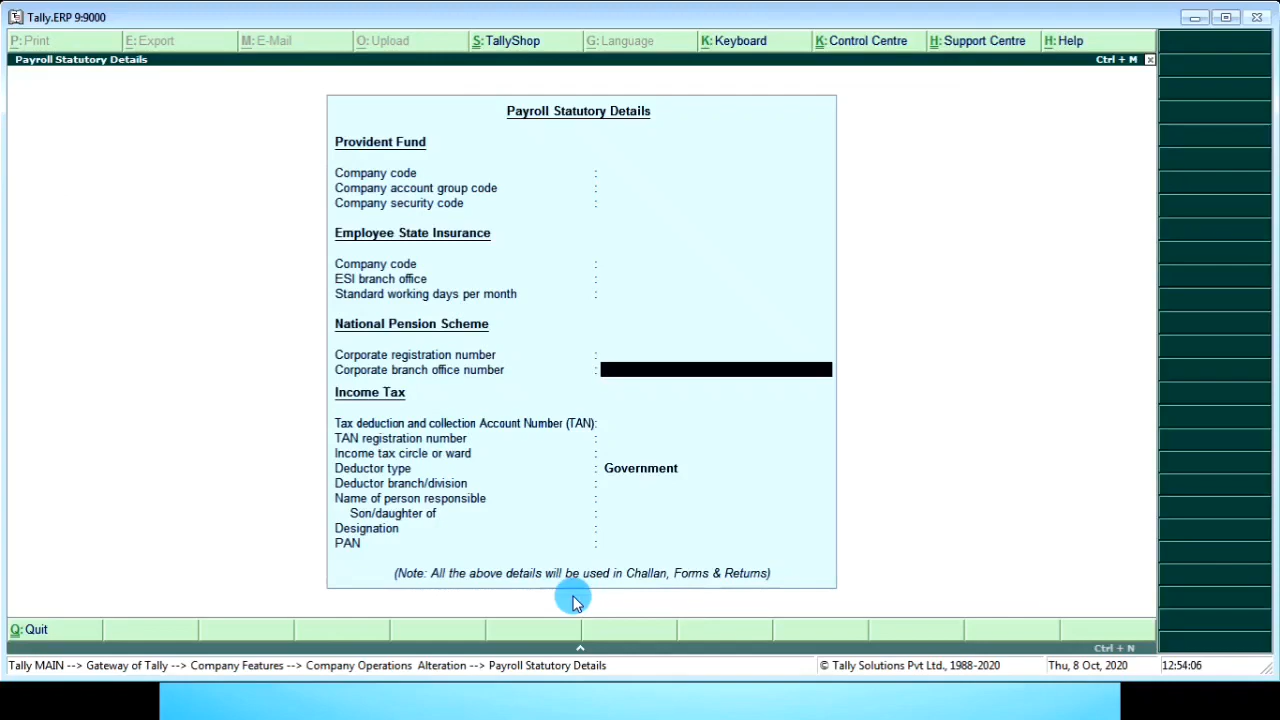 Tally.ERP 9:9000
P: Print E: Export M: E-Mail O: Upload S: TallyShop G: Language K: Keyboard K: Control Centre H: Support Centre H: Help
Payroll Statutory Details Ctrl + M
Payroll Statutory Details
Provident Fund
Company code :
Company account group code :
Company security code :
Employee State Insurance
Company code :
ESI branch office :
Standard working days per month :
National Pension Scheme
Corporate registration number :
Corporate branch office number :
Income Tax
Tax deduction and collection Account Number (TAN):
TAN registration number :
Income tax circle or ward :
Deductor type : Government
Deductor branch/division :
Name of person responsible :
Son/daughter of :
Designation :
PAN :
(Note: All the above details will be used in Challan, Forms & Returns)
Q: Quit
Ctrl + N
Tally MAIN --> Gateway of Tally --> Company Features --> Company Operations Alteration --> Payroll Statutory Details © Tally Solutions Pvt Ltd., 1988-2020 Thu, 8 Oct, 2020 12:54:06